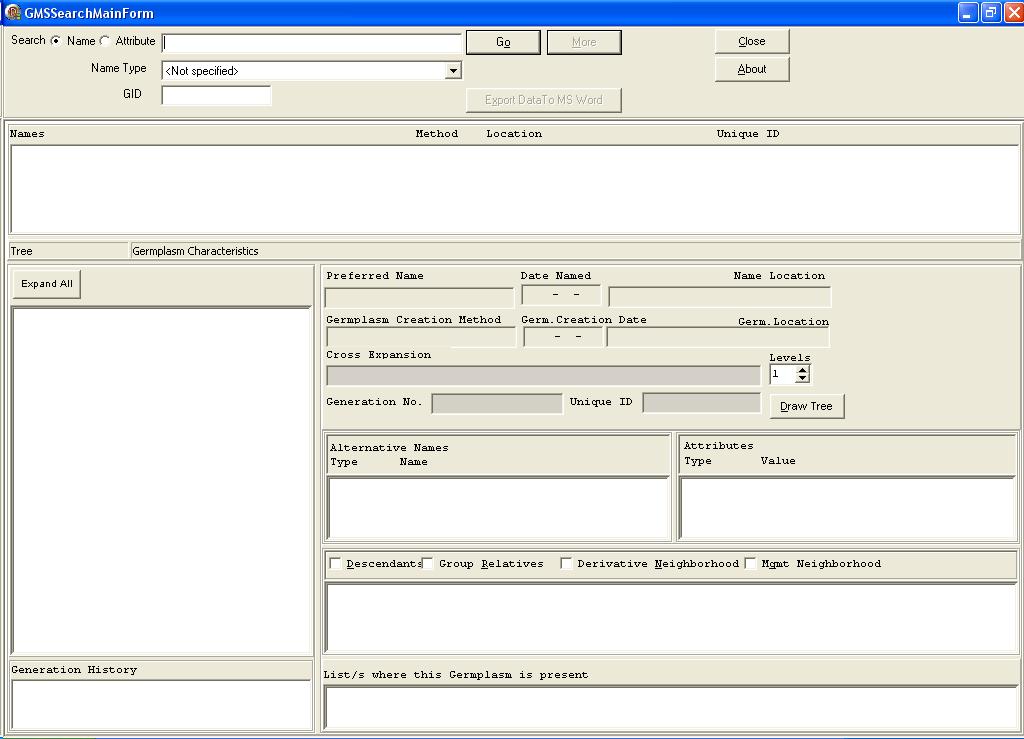 GMSSearchMainForm
Search Name Attribute Go More Close
Name Type <Not specified> About
GID Export DataTo MS Word
Names Method Location Unique ID
Tree Germplasm Characteristics
Expand All
Preferred Name Date Named Name Location
- -
Germplasm Creation Method Germ.Creation Date Germ.Location
- -
Cross Expansion Levels
1
Generation No. Unique ID Draw Tree
Alternative Names
Type Name
Attributes
Type Value
Descendants Group Relatives Derivative Neighborhood Mgmt Neighborhood
Generation History
List/s where this Germplasm is present